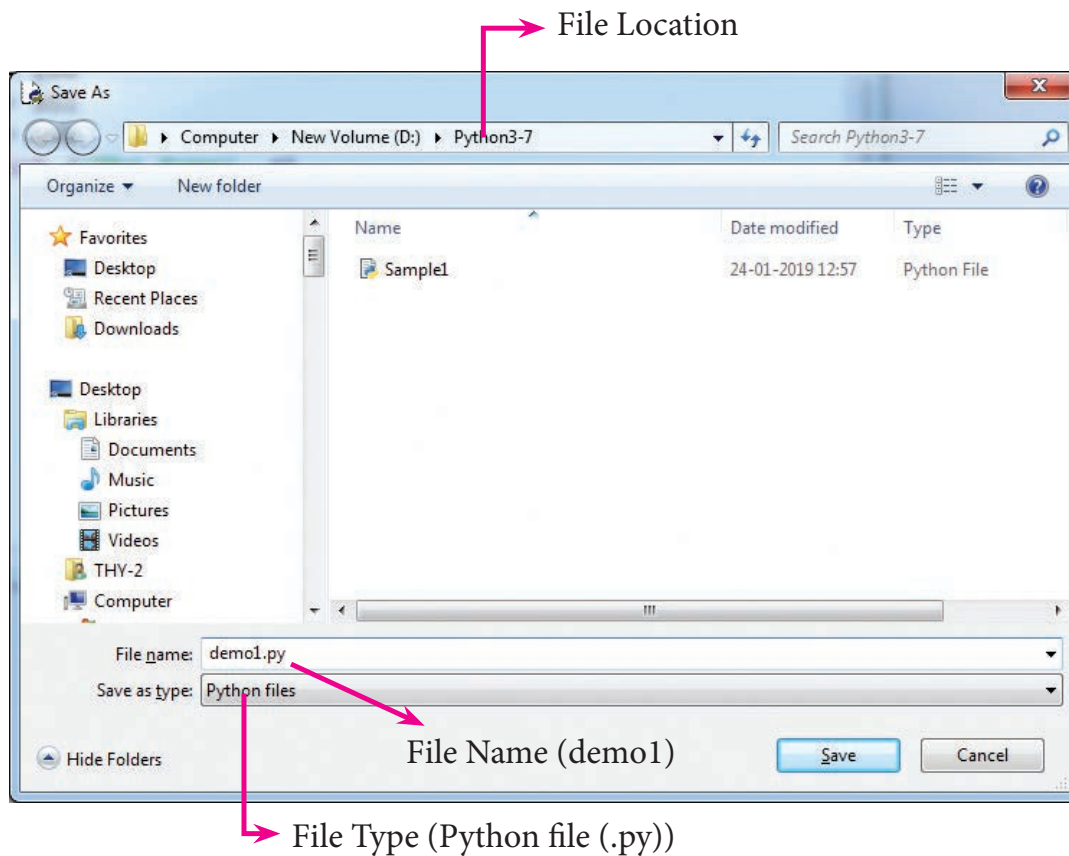 File Location
Save As
Computer New Volume (D:) Python3-7
Search Python3-7
Organize New folder
Favorites
Desktop
Recent Places
Downloads
Desktop
Libraries
Documents
Music
Pictures
Videos
THY-2
Computer
Name Date modified Type
Sample1 24-01-2019 12:57 Python File
File name: demo1.py
Save as type: Python files
Hide Folders
File Name (demo1)
Save Cancel
File Type (Python file (.py))